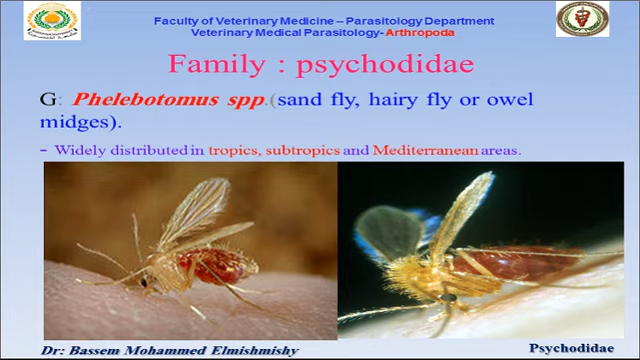 Faculty of Veterinary Medicine – Parasitology Department
Veterinary Medical Parasitology- Arthropoda
Family : psychodidae
G: Phelebotomus spp.(sand fly, hairy fly or owel
midges).
- Widely distributed in tropics, subtropics and Mediterranean areas.
Dr: Bassem Mohammed Elmishmishy
Psychodidae